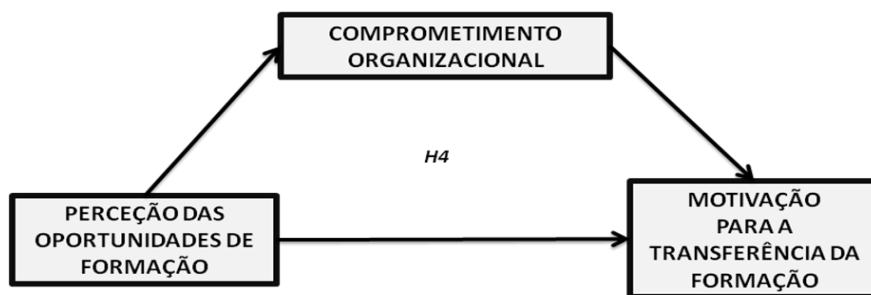 COMPROMETIMENTO
ORGANIZACIONAL
H4
PERCEÇÃO DAS
OPORTUNIDADES DE
FORMAÇÃO
MOTIVAÇÃO
PARA A
TRANSFERÊNCIA DA
FORMAÇÃO